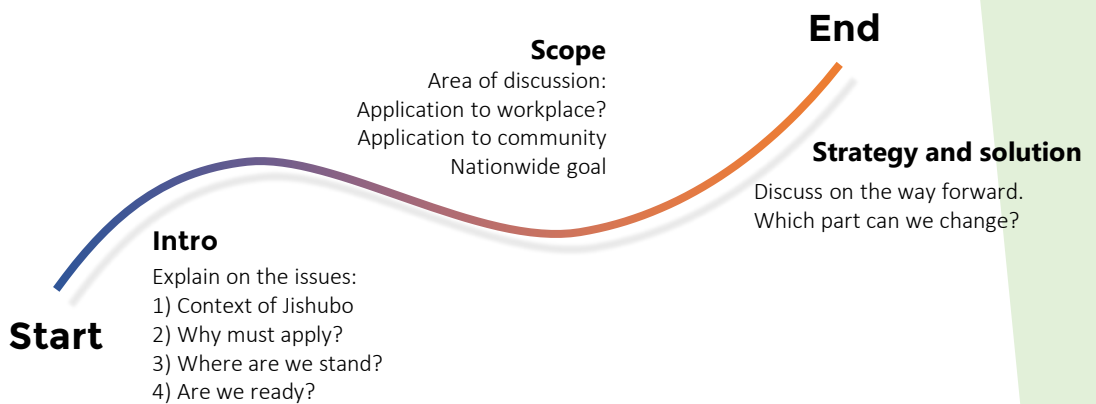 Start
Intro
Explain on the issues:
1) Context of Jishubo
2) Why must apply?
3) Where are we stand?
4) Are we ready?
Scope
Area of discussion:
Application to workplace?
Application to community
Nationwide goal
End
Strategy and solution
Discuss on the way forward.
Which part can we change?